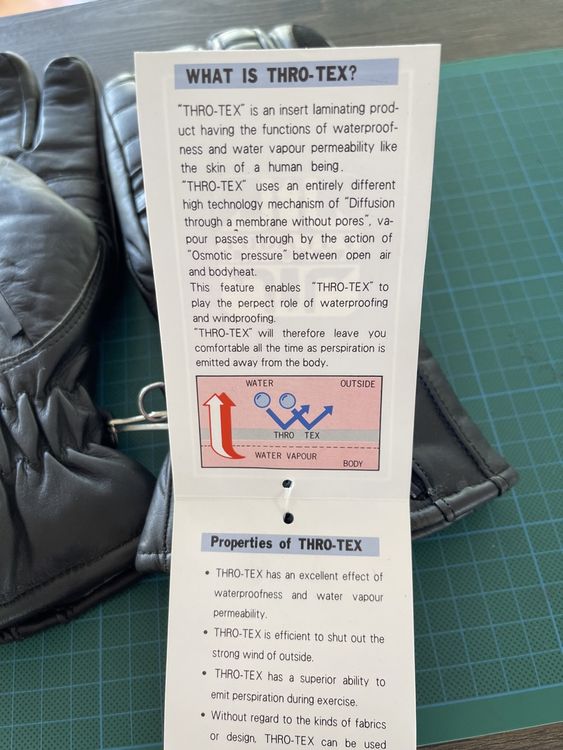 WHAT IS THRO-TEX?
"THRO-TEX" is an insert laminating prod-
uct having the functions of waterproof-
ness and water vapour permeability like
the skin of a human being.
"THRO-TEX" uses an entirely different
high technology mechanism of "Diffusion
through a membrane without pores", va-
pour passes through by the action of
"Osmotic pressure" between open air
and bodyheat.
This feature enables "THRO-TEX" to
play the perpect role of waterproofing
and windproofing.
"THRO-TEX" will therefore leave you
comfortable all the time as perspiration is
emitted away from the body.
WATER OUTSIDE
THRO TEX
WATER VAPOUR
BODY
Properties of THRO-TEX
• THRO-TEX has an excellent effect of
waterproofness and water vapour
permeability.
• THRO-TEX is efficient to shut out the
strong wind of outside.
• THRO-TEX has a superior ability to
emit perspiration during exercise.
• Without regard to the kinds of fabrics
or design, THRO-TEX can be used